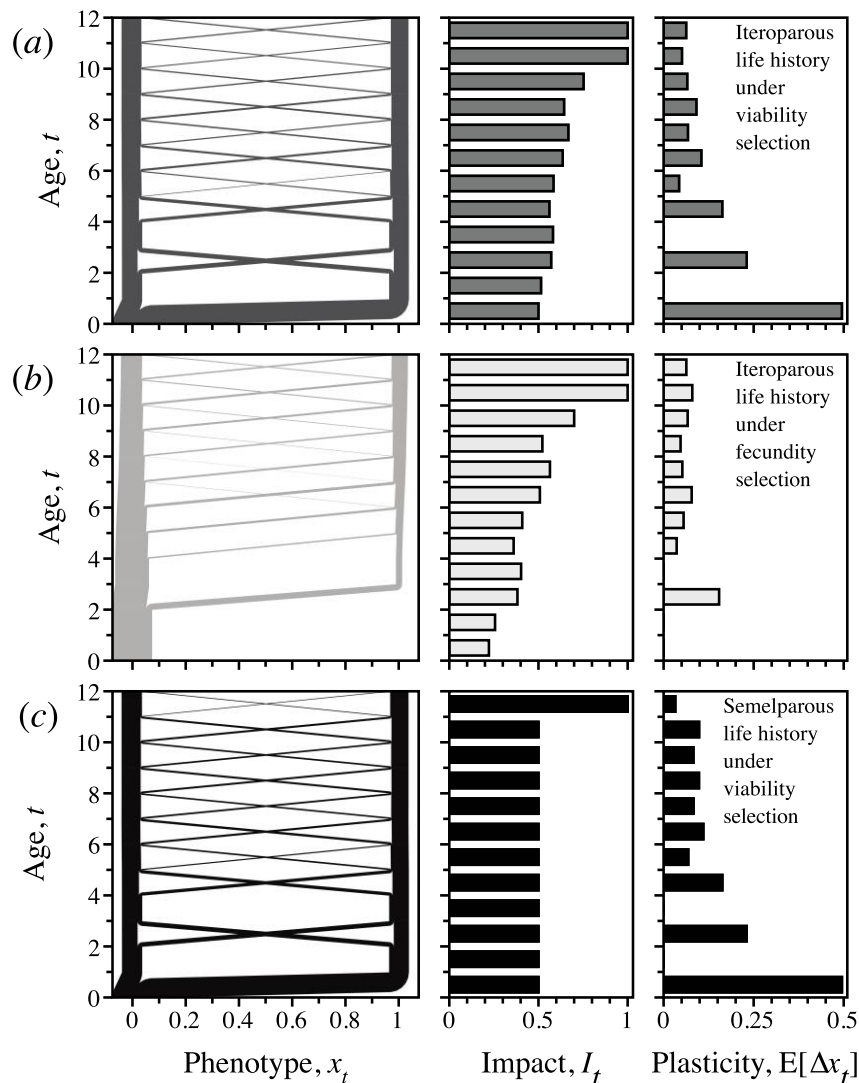 (a)
12
10
8
6
4
2
0
Age, t
Iteroparous
life history
under
viability
selection
(b)
12
10
8
6
4
2
0
Age, t
Iteroparous
life history
under
fecundity
selection
(c)
12
10
8
6
4
2
0
Age, t
Semelparous
life history
under
viability
selection
0 0.2 0.4 0.6 0.8 1
0 0.5 1
0 0.25 0.5
Phenotype, xₜ
Impact, Iₜ
Plasticity, E[Δxₜ]